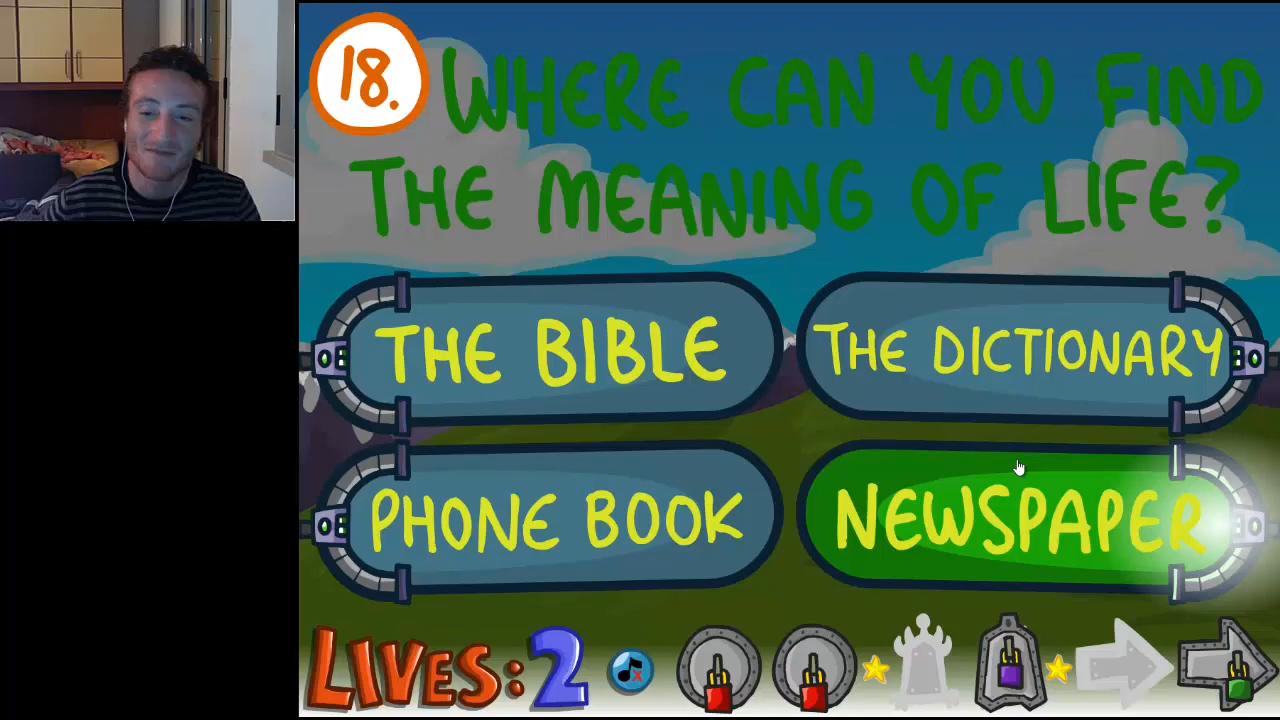 18. WHERE CAN YOU FIND
THE MEANING OF LIFE?
THE BIBLE
THE DICTIONARY
PHONE BOOK
NEWSPAPER
LIVES: 2